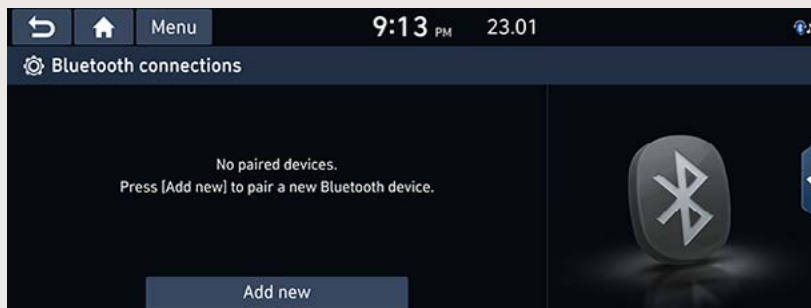 Menu
9:13 PM
23.01
Bluetooth connections
No paired devices.
Press [Add new] to pair a new Bluetooth device.
Add new